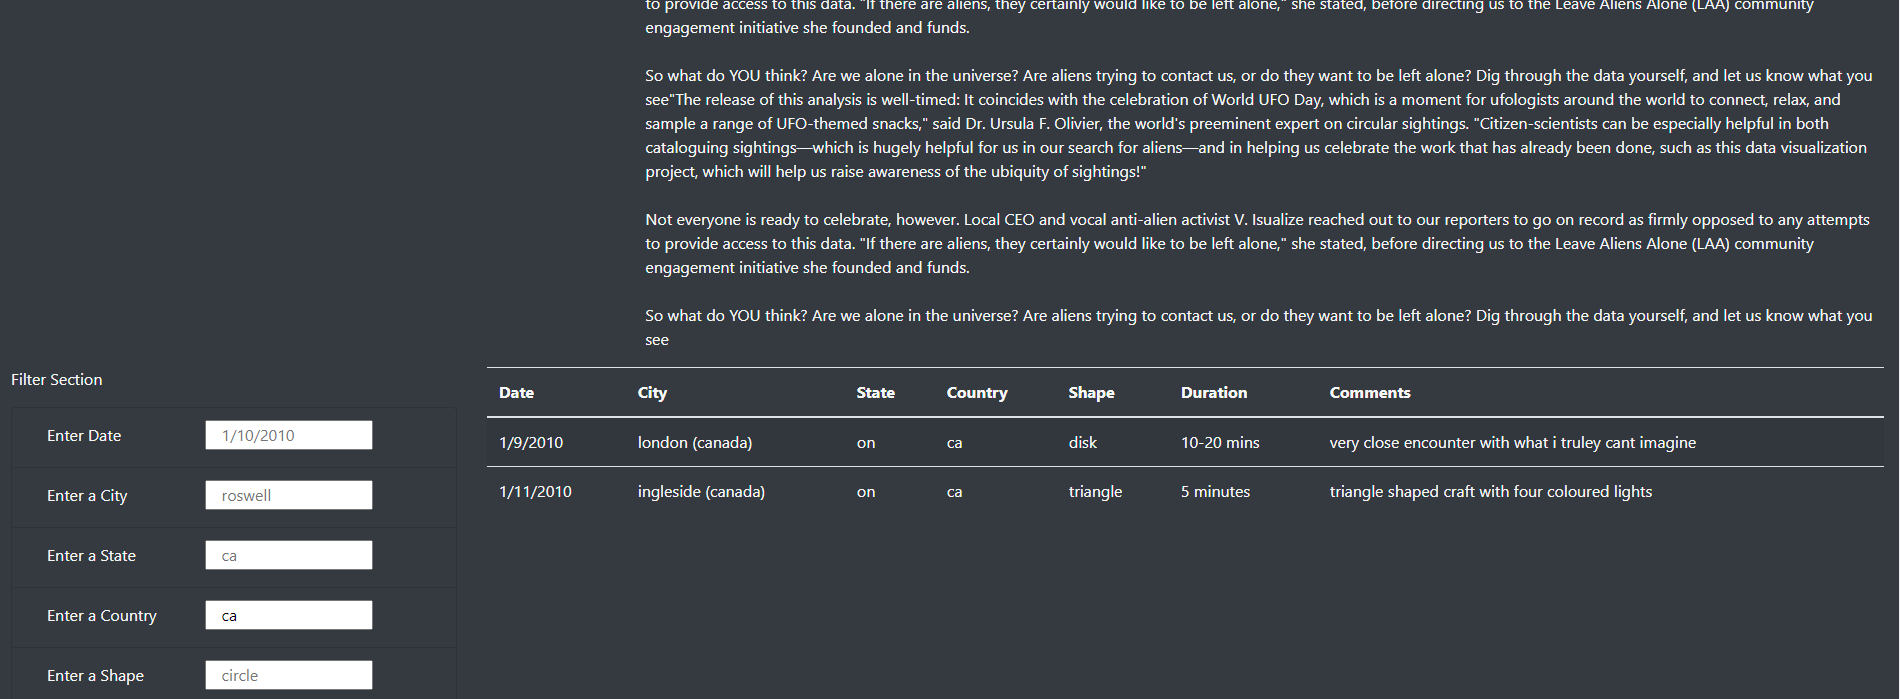 to provide access to this data. "If there are aliens, they certainly would like to be left alone," she stated, before directing us to the Leave Aliens Alone (LAA) community
engagement initiative she founded and funds.
So what do YOU think? Are we alone in the universe? Are aliens trying to contact us, or do they want to be left alone? Dig through the data yourself, and let us know what you
see"The release of this analysis is well-timed: It coincides with the celebration of World UFO Day, which is a moment for ufologists around the world to connect, relax, and
sample a range of UFO-themed snacks," said Dr. Ursula F. Olivier, the world's preeminent expert on circular sightings. "Citizen-scientists can be especially helpful in both
cataloguing sightings—which is hugely helpful for us in our search for aliens—and in helping us celebrate the work that has already been done, such as this data visualization
project, which will help us raise awareness of the ubiquity of sightings!"
Not everyone is ready to celebrate, however. Local CEO and vocal anti-alien activist V. Isualize reached out to our reporters to go on record as firmly opposed to any attempts
to provide access to this data. "If there are aliens, they certainly would like to be left alone," she stated, before directing us to the Leave Aliens Alone (LAA) community
engagement initiative she founded and funds.
So what do YOU think? Are we alone in the universe? Are aliens trying to contact us, or do they want to be left alone? Dig through the data yourself, and let us know what you
see
Filter Section
Enter Date 1/10/2010
Enter a City roswell
Enter a State ca
Enter a Country ca
Enter a Shape circle
Date City State Country Shape Duration Comments
1/9/2010 london (canada) on ca disk 10-20 mins very close encounter with what i truley cant imagine
1/11/2010 ingleside (canada) on ca triangle 5 minutes triangle shaped craft with four coloured lights